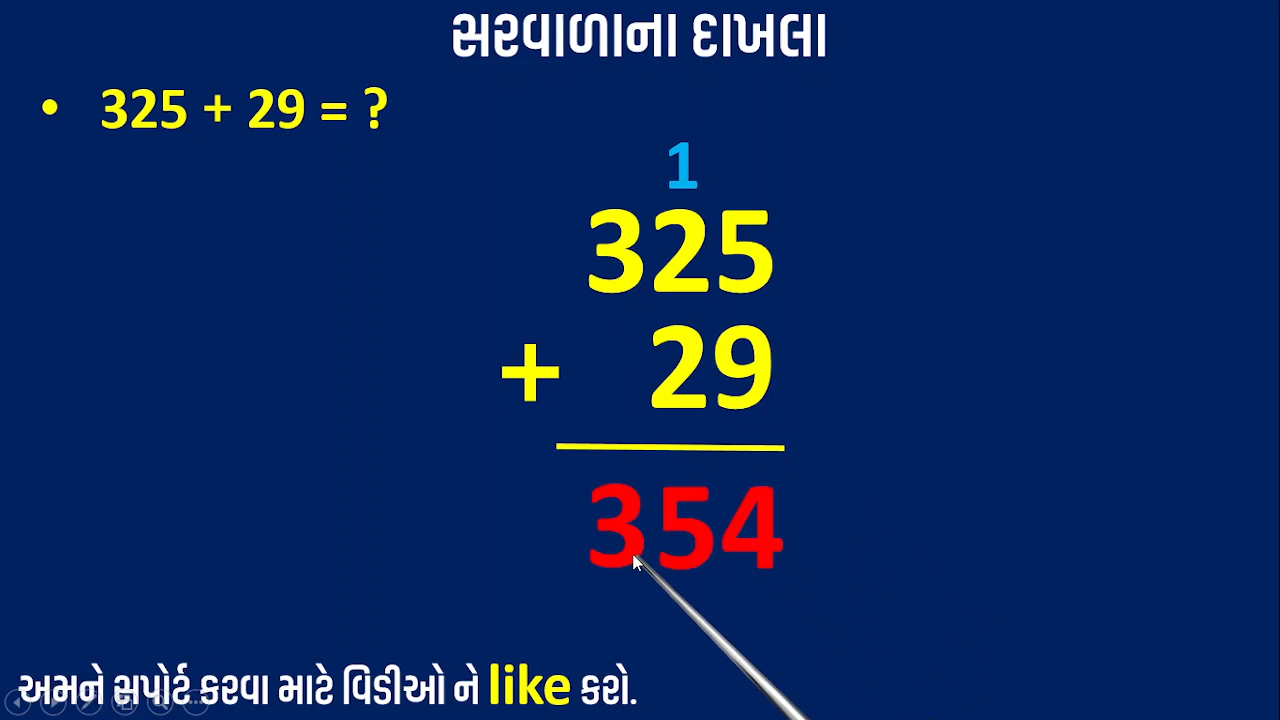 સરવાળાના દાખલા
• 325 + 29 = ?
1
325
+ 29
354
અમને સપોર્ટ કરવા માટે વિડીઓ ને like કરો.